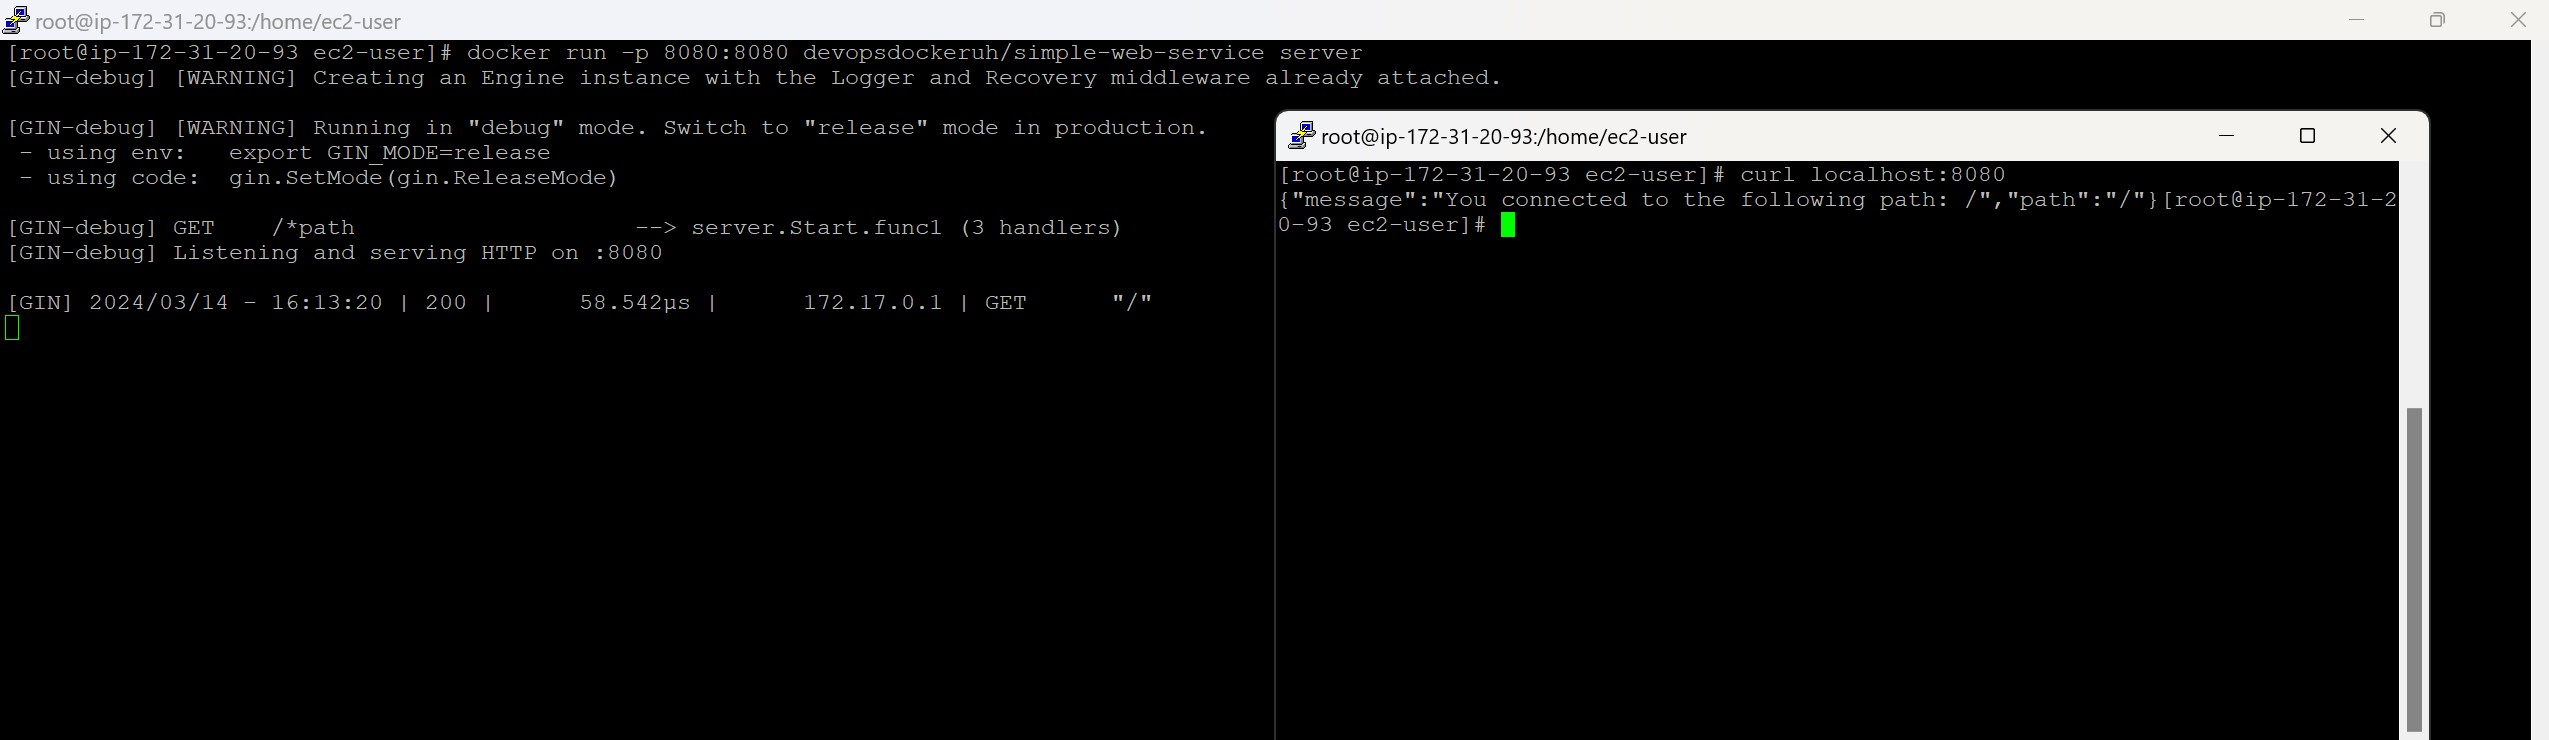 root@ip-172-31-20-93:/home/ec2-user
[root@ip-172-31-20-93 ec2-user]# docker run -p 8080:8080 devopsdockeruh/simple-web-service server
[GIN-debug] [WARNING] Creating an Engine instance with the Logger and Recovery middleware already attached.
[GIN-debug] [WARNING] Running in "debug" mode. Switch to "release" mode in production.
- using env:   export GIN_MODE=release
- using code:  gin.SetMode(gin.ReleaseMode)
[GIN-debug] GET    /*path                    --> server.Start.func1 (3 handlers)
[GIN-debug] Listening and serving HTTP on :8080
[GIN] 2024/03/14 - 16:13:20 | 200 |      58.542µs |      172.17.0.1 | GET      "/"
root@ip-172-31-20-93:/home/ec2-user
[root@ip-172-31-20-93 ec2-user]# curl localhost:8080
{"message":"You connected to the following path: /","path":"/"}[root@ip-172-31-2
0-93 ec2-user]#